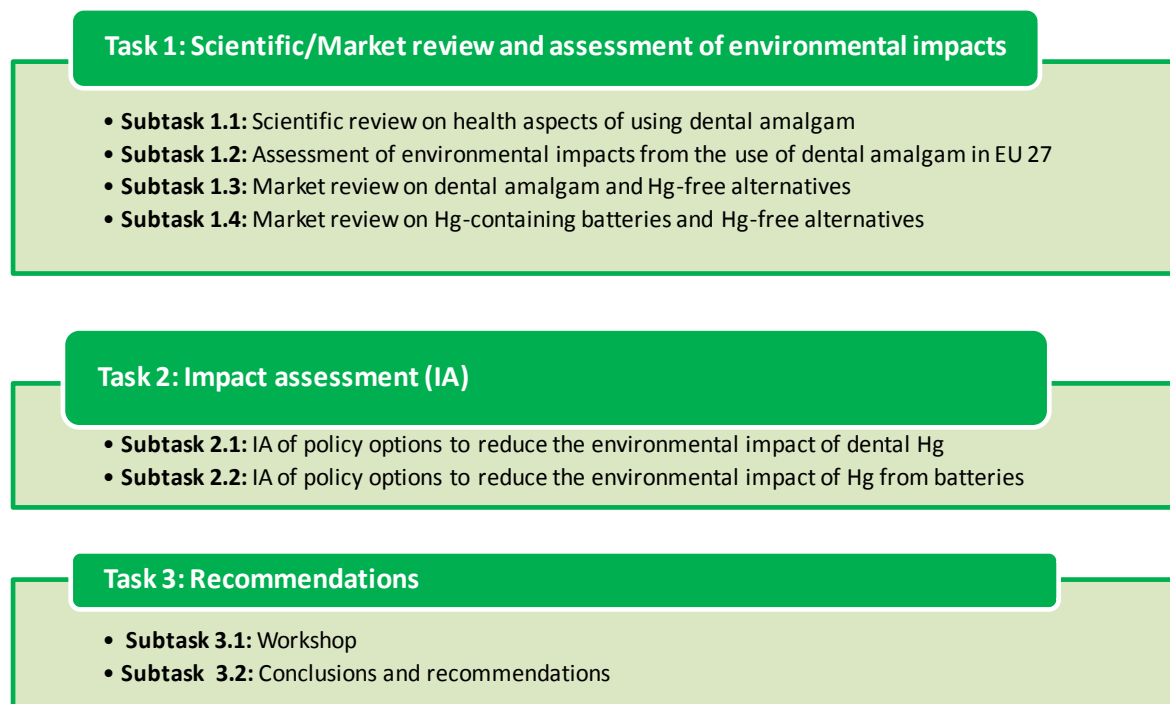 Task 1: Scientific/Market review and assessment of environmental impacts
• Subtask 1.1: Scientific review on health aspects of using dental amalgam
• Subtask 1.2: Assessment of environmental impacts from the use of dental amalgam in EU 27
• Subtask 1.3: Market review on dental amalgam and Hg-free alternatives
• Subtask 1.4: Market review on Hg-containing batteries and Hg-free alternatives
Task 2: Impact assessment (IA)
• Subtask 2.1: IA of policy options to reduce the environmental impact of dental Hg
• Subtask 2.2: IA of policy options to reduce the environmental impact of Hg from batteries
Task 3: Recommendations
• Subtask 3.1: Workshop
• Subtask 3.2: Conclusions and recommendations